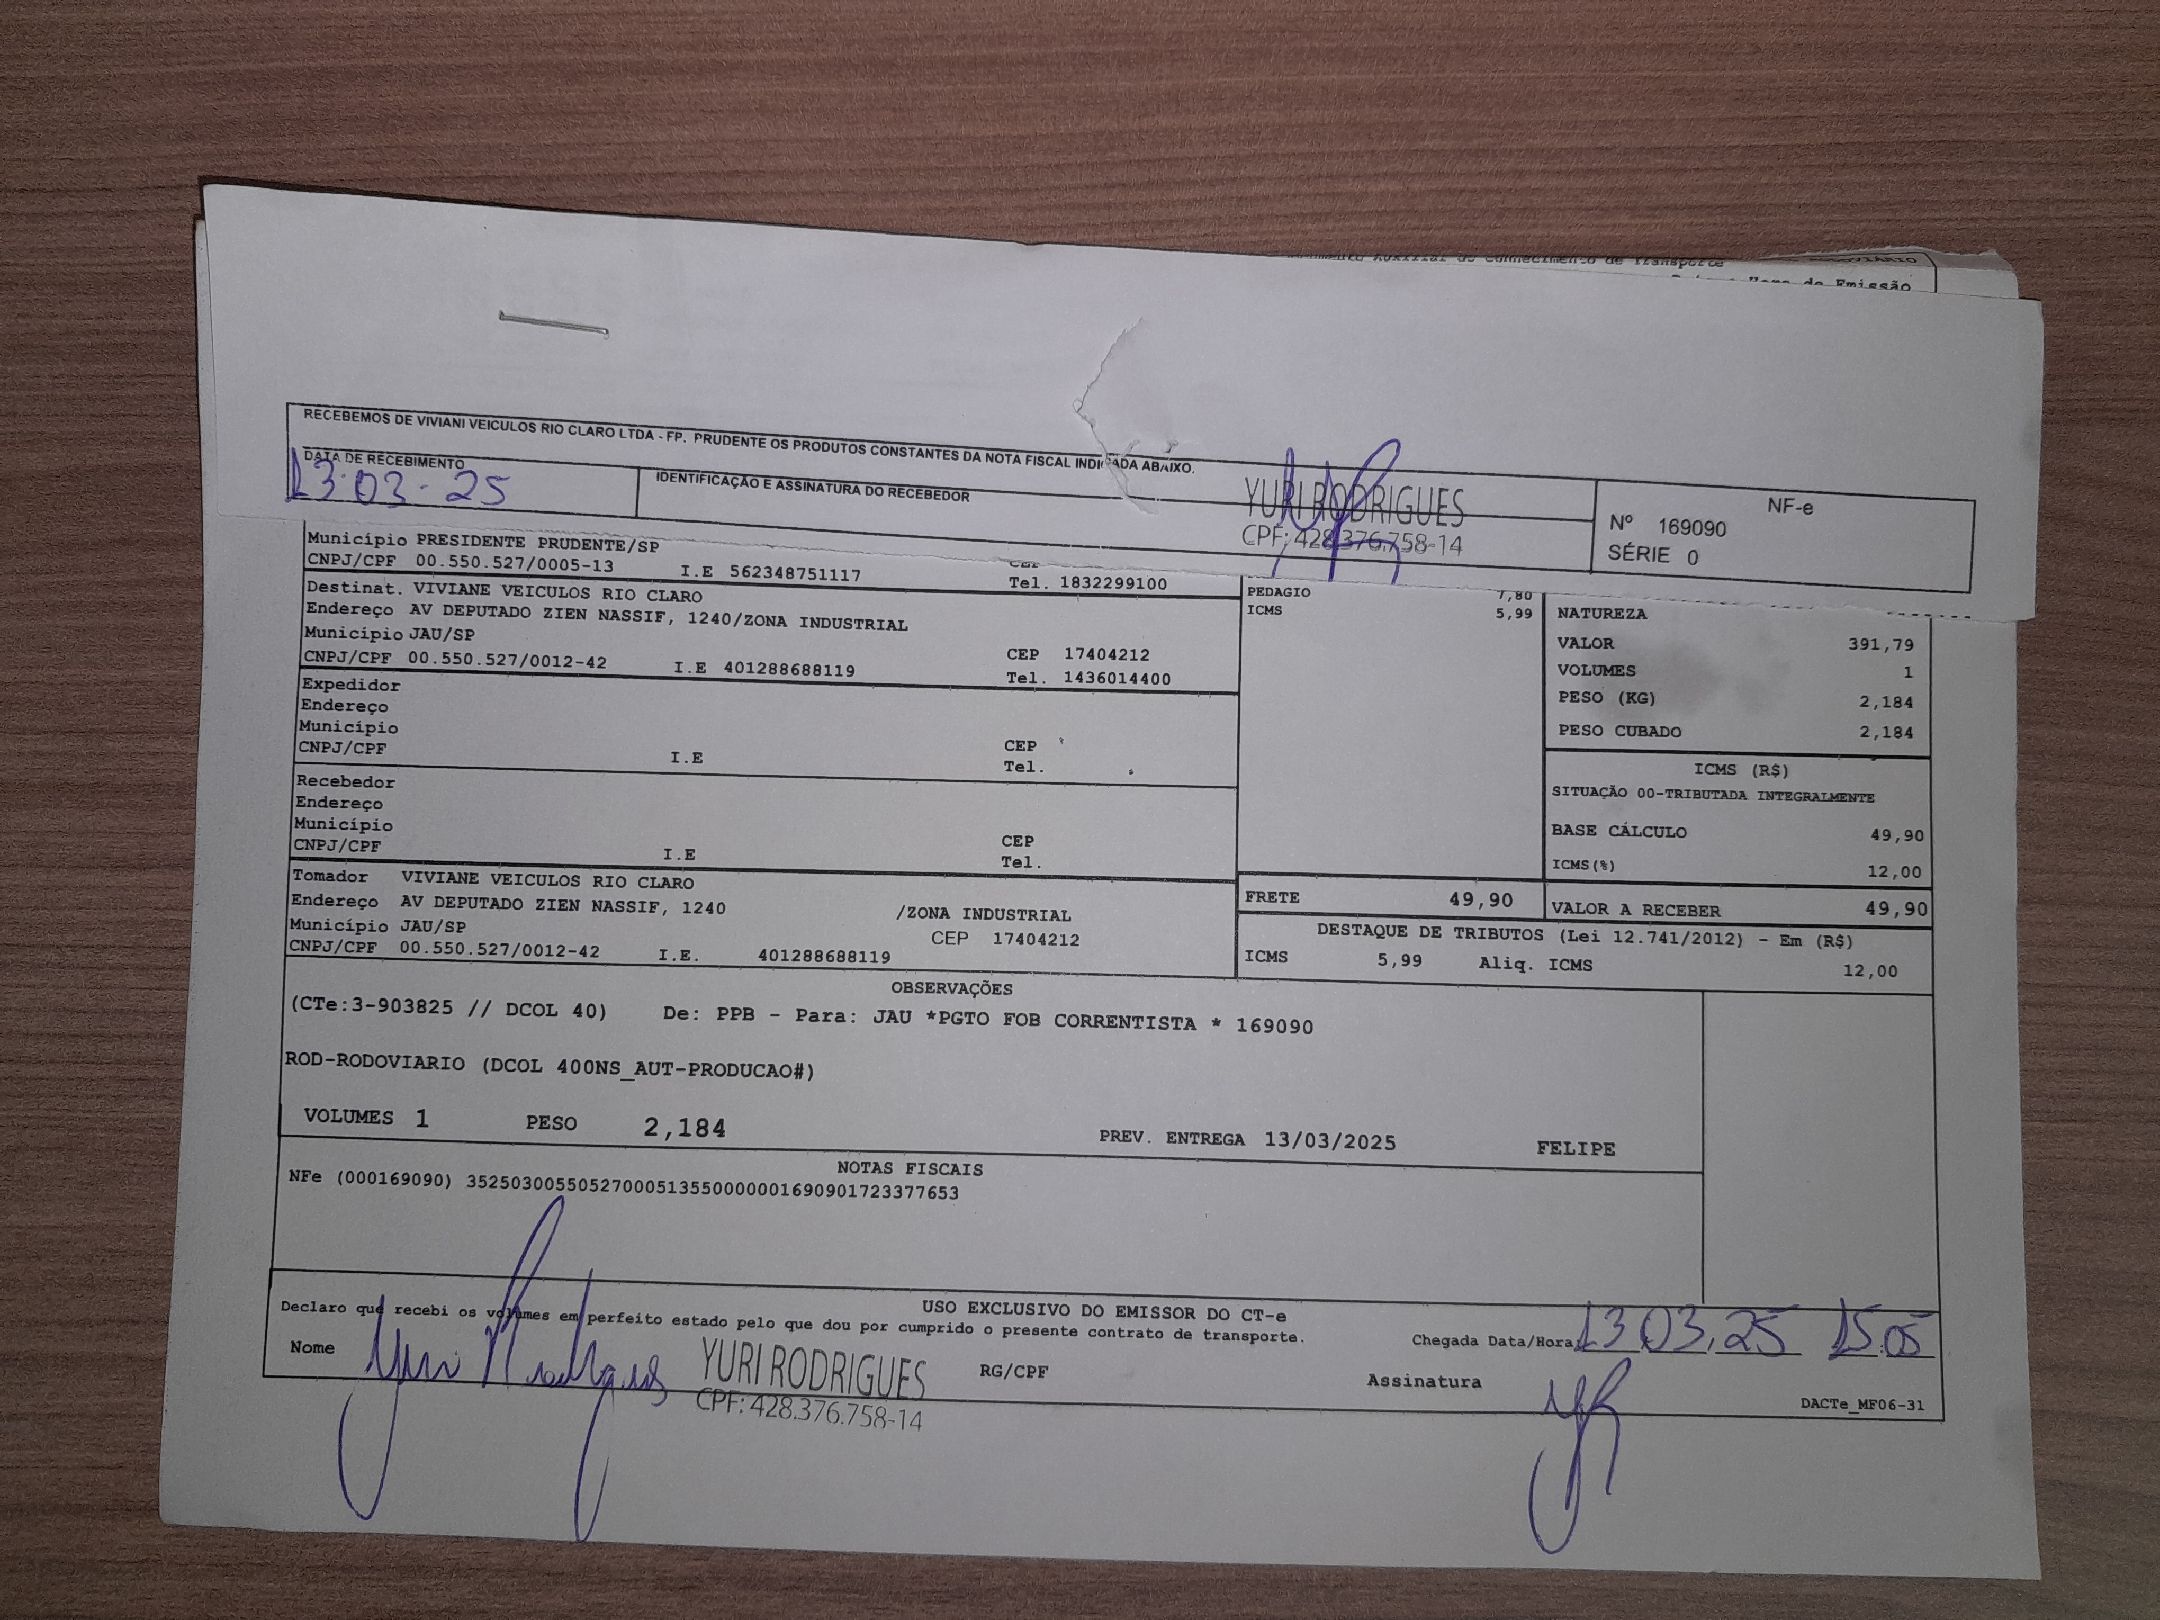 Conhecimento de Transporte
de Emissão
RECEBEMOS DE VIVIANI VEICULOS RIO CLARO LTDA - FP. PRUDENTE OS PRODUTOS CONSTANTES DA NOTA FISCAL INDICADA ABAIXO.
DATA DE RECEBIMENTO
13.03.25
IDENTIFICAÇÃO E ASSINATURA DO RECEBEDOR
YURI RODRIGUES
CPF: 428.376.758-14
NF-e
Nº 169090
SÉRIE 0
Município PRESIDENTE PRUDENTE/SP
CNPJ/CPF 00.550.527/0005-13 I.E 562348751117 Tel. 1832299100
Destinat. VIVIANE VEICULOS RIO CLARO
Endereço AV DEPUTADO ZIEN NASSIF, 1240/ZONA INDUSTRIAL
Município JAU/SP CEP 17404212
CNPJ/CPF 00.550.527/0012-42 I.E 401288688119 Tel. 1436014400
Expedidor
Endereço
Município CEP
CNPJ/CPF I.E Tel.
Recebedor
Endereço
Município CEP
CNPJ/CPF I.E Tel.
Tomador VIVIANE VEICULOS RIO CLARO
Endereço AV DEPUTADO ZIEN NASSIF, 1240 /ZONA INDUSTRIAL
Município JAU/SP CEP 17404212
CNPJ/CPF 00.550.527/0012-42 I.E. 401288688119
PEDAGIO 7,80
ICMS 5,99
FRETE 49,90
NATUREZA
VALOR 391,79
VOLUMES 1
PESO (KG) 2,184
PESO CUBADO 2,184
ICMS (R$)
SITUAÇÃO 00-TRIBUTADA INTEGRALMENTE
BASE CÁLCULO 49,90
ICMS(%) 12,00
VALOR A RECEBER 49,90
DESTAQUE DE TRIBUTOS (Lei 12.741/2012) - Em (R$)
ICMS 5,99 Aliq. ICMS 12,00
OBSERVAÇÕES
(CTe:3-903825 // DCOL 40) De: PPB - Para: JAU *PGTO FOB CORRENTISTA * 169090
ROD-RODOVIARIO (DCOL 400NS_AUT-PRODUCAO#)
VOLUMES 1 PESO 2,184 PREV. ENTREGA 13/03/2025 FELIPE
NOTAS FISCAIS
NFe (000169090) 35250300550527000513550000001690901723377653
USO EXCLUSIVO DO EMISSOR DO CT-e
Declaro que recebi os volumes em perfeito estado pelo que dou por cumprido o presente contrato de transporte.
Chegada Data/Hora 13 03.25 15:05
Nome Yuri Rodrigues
YURI RODRIGUES
CPF: 428.376.758-14
RG/CPF
Assinatura
DACTe_MF06-31